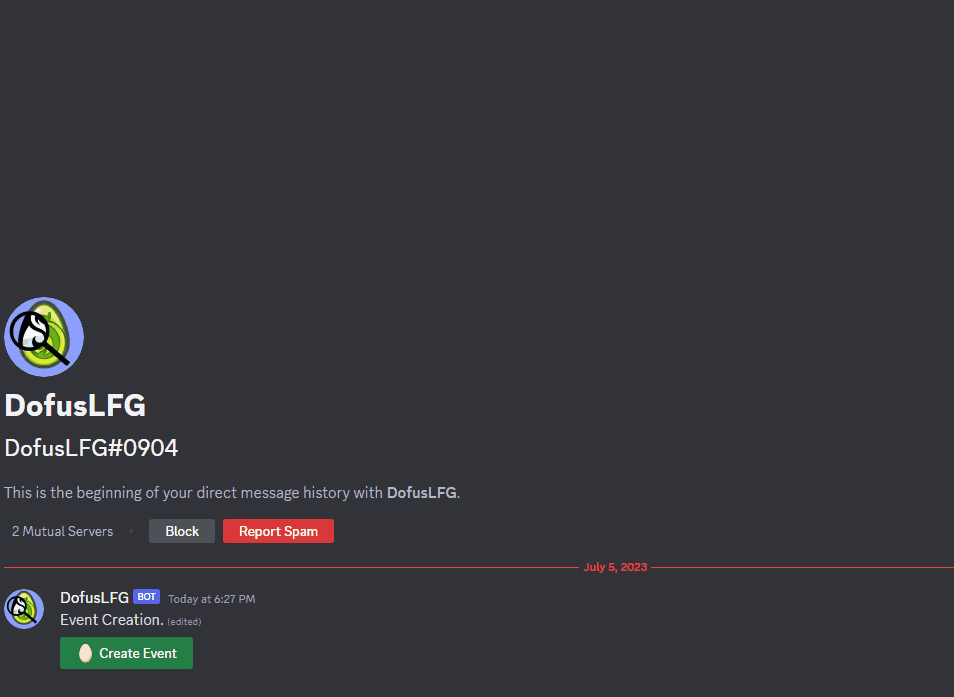 DofusLFG
DofusLFG#0904
This is the beginning of your direct message history with DofusLFG.
2 Mutual Servers • Block Report Spam
July 5, 2023
DofusLFG BOT Today at 6:27 PM
Event Creation. (edited)
Create Event